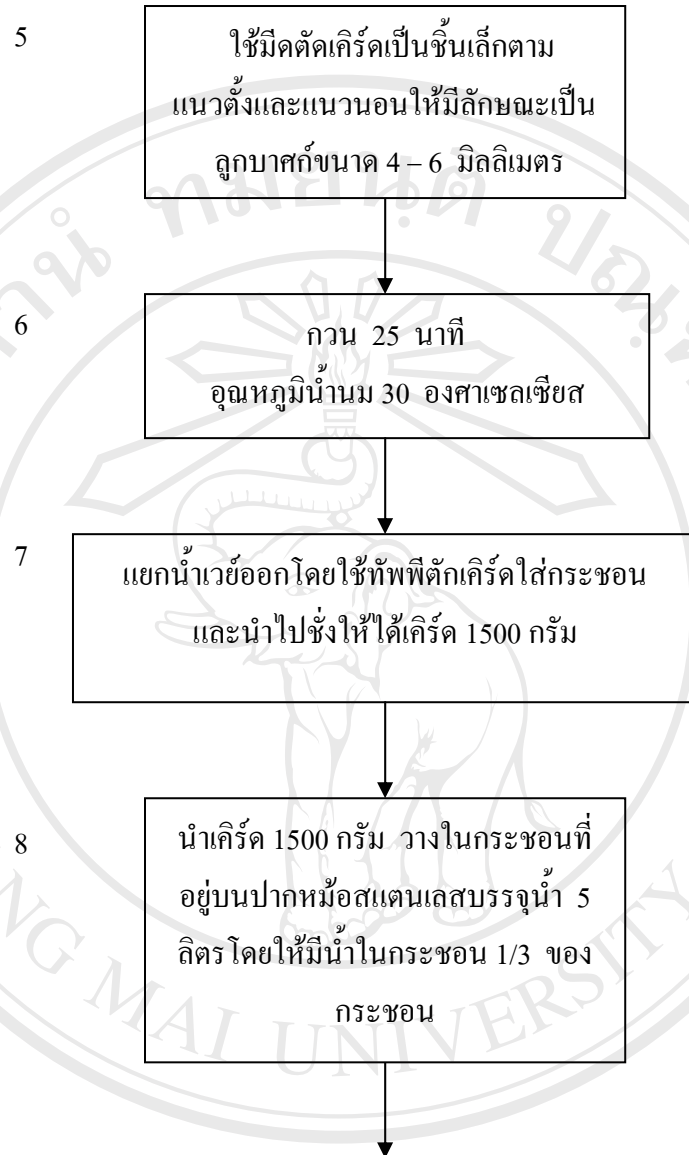 5
ใช้มีดตัดเคิร์ดเป็นชิ้นเล็กตาม
แนวตั้งและแนวนอนให้มีลักษณะเป็น
ลูกบาศก์ขนาด 4 – 6 มิลลิเมตร
6
กวน 25 นาที
อุณหภูมิน้ำนม 30 องศาเซลเซียส
7
แยกน้ำเวย์ออกโดยใช้ทัพพีตักเคิร์ดใส่กระชอน
และนำไปชั่งให้ได้เคิร์ด 1500 กรัม
8
นำเคิร์ด 1500 กรัม วางในกระชอนที่
อยู่บนปากหม้อสแตนเลสบรรจุน้ำ 5
ลิตรโดยให้มีน้ำในกระชอน 1/3 ของ
กระชอน
MAI UNIVERSITY